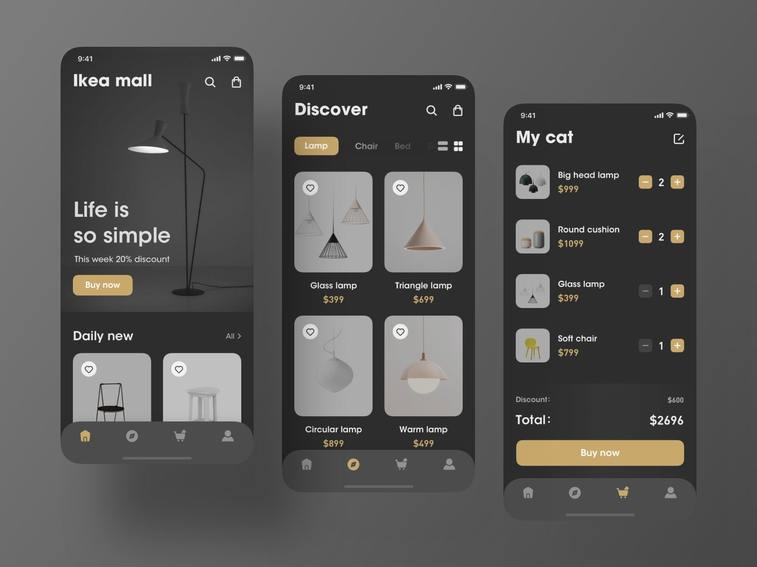 9:41
Ikea mall
Life is
so simple
This week 20% discount
Buy now
Daily new
All >
9:41
Discover
Lamp
Chair
Bed
Glass lamp
$399
Triangle lamp
$699
Circular lamp
$899
Warm lamp
$499
9:41
My cat
Big head lamp
$999
2
Round cushion
$1099
2
Glass lamp
$399
1
Soft chair
$799
1
Discount:
$600
Total:
$2696
Buy now